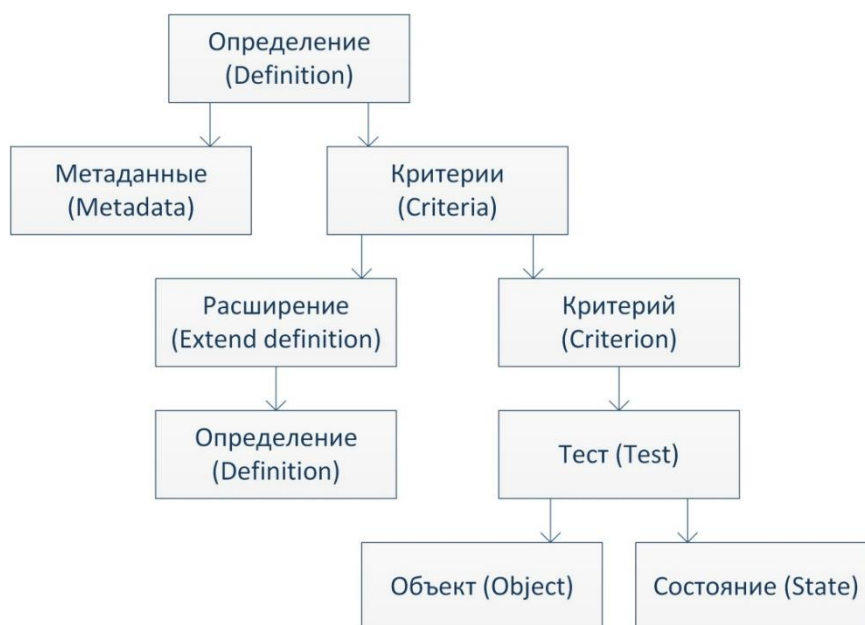 Определение
(Definition)
Метаданные
(Metadata)
Критерии
(Criteria)
Расширение
(Extend definition)
Критерий
(Criterion)
Определение
(Definition)
Тест (Test)
Объект (Object)
Состояние (State)